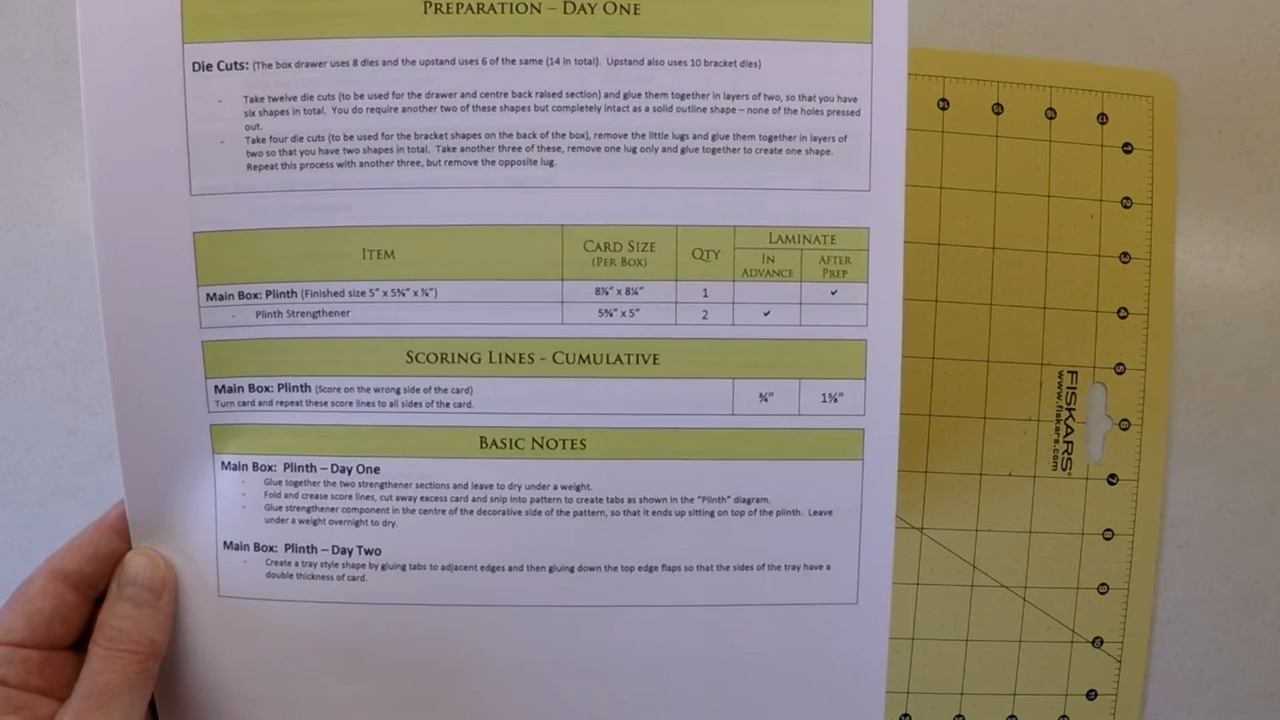 PREPARATION – DAY ONE
Die Cuts: (The box drawer uses 8 dies and the upstand uses 6 of the same (14 in total). Upstand also uses 10 bracket dies)
- Take twelve die cuts (to be used for the drawer and centre back raised section) and glue them together in layers of two, so that you have
six shapes in total. You do require another two of these shapes but completely intact as a solid outline shape – none of the holes pressed
out.
- Take four die cuts (to be used for the bracket shapes on the back of the box), remove the little lugs and glue them together in layers of
two so that you have two shapes in total. Take another three of these, remove one lug only and glue together to create one shape.
Repeat this process with another three, but remove the opposite lug.
ITEM
CARD SIZE
(PER BOX)
QTY
LAMINATE
IN
ADVANCE
AFTER
PREP
Main Box: Plinth (Finished size 5" x
1
✓
- Plinth Strengthener
x 5"
2
✓
SCORING LINES - CUMULATIVE
Main Box: Plinth (Score on the wrong side of the card)
Turn card and repeat these score lines to all sides of the card.
BASIC NOTES
Main Box: Plinth – Day One
- Glue together the two strengthener sections and leave to dry under a weight.
- Fold and crease score lines, cut away excess card and snip into pattern to create tabs as shown in the "Plinth" diagram.
- Glue strengthener component in the centre of the decorative side of the pattern, so that it ends up sitting on top of the plinth. Leave
under a weight overnight to dry.
Main Box: Plinth – Day Two
- Create a tray style shape by gluing tabs to adjacent edges and then gluing down the top edge flaps so that the sides of the tray have a
double thickness of card.
14
15
16
17
1
2
3
4
5
6
7
8
9
10
11
FISKARS®
www.fiskars.com